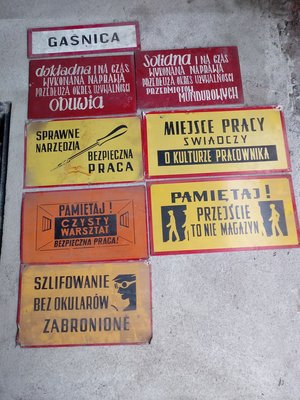 GAŚNICA
dokładna I NA CZAS
WYKONANA NAPRAWA
PRZEDŁUŻA OKRES UŻYWALNOŚCI
obuwia
Solidna I NA CZAS
WYKONANA NAPRAWA
PRZEDŁUŻA OKRES UŻYWALNOŚCI
PRZEDMIOTÓW
MUNDUROWYCH
SPRAWNE
NARZĘDZIA
BEZPIECZNA
PRACA
MIEJSCE PRACY
ŚWIADCZY
O KULTURZE PRACOWNIKA
PAMIĘTAJ!
CZYSTY
WARSZTAT
BEZPIECZNA PRACA!
PAMIĘTAJ!
PRZEJŚCIE
TO NIE MAGAZYN
SZLIFOWANIE
BEZ OKULARÓW
ZABRONIONE